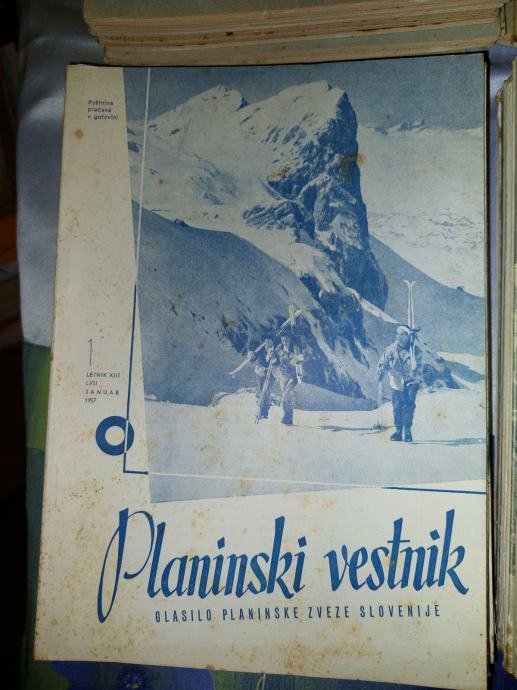 Poštnina
plačana
v gotovini
1
LETNIK XIII
LVII
JANUAR
1957
Planinski vestnik
GLASILO PLANINSKE ZVEZE SLOVENIJE